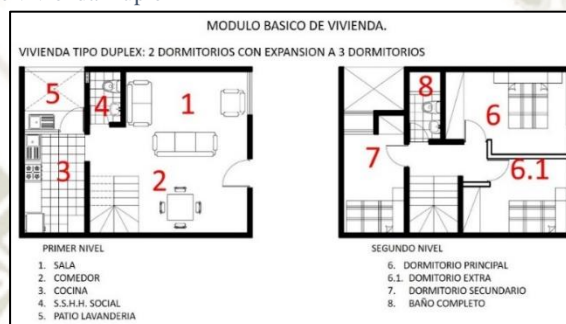 MODULO BASICO DE VIVIENDA.
VIVIENDA TIPO DUPLEX: 2 DORMITORIOS CON EXPANSION A 3 DORMITORIOS
5
4
1
3
2
8
6
7
6.1
PRIMER NIVEL
1. SALA
2. COMEDOR
3. COCINA
4. S.S.H.H. SOCIAL
5. PATIO LAVANDERIA
SEGUNDO NIVEL
6. DORMITORIO PRINCIPAL
6.1. DOMITORIO EXTRA
7. DORMITORIO SECUNDARIO
8. BAÑO COMPLETO